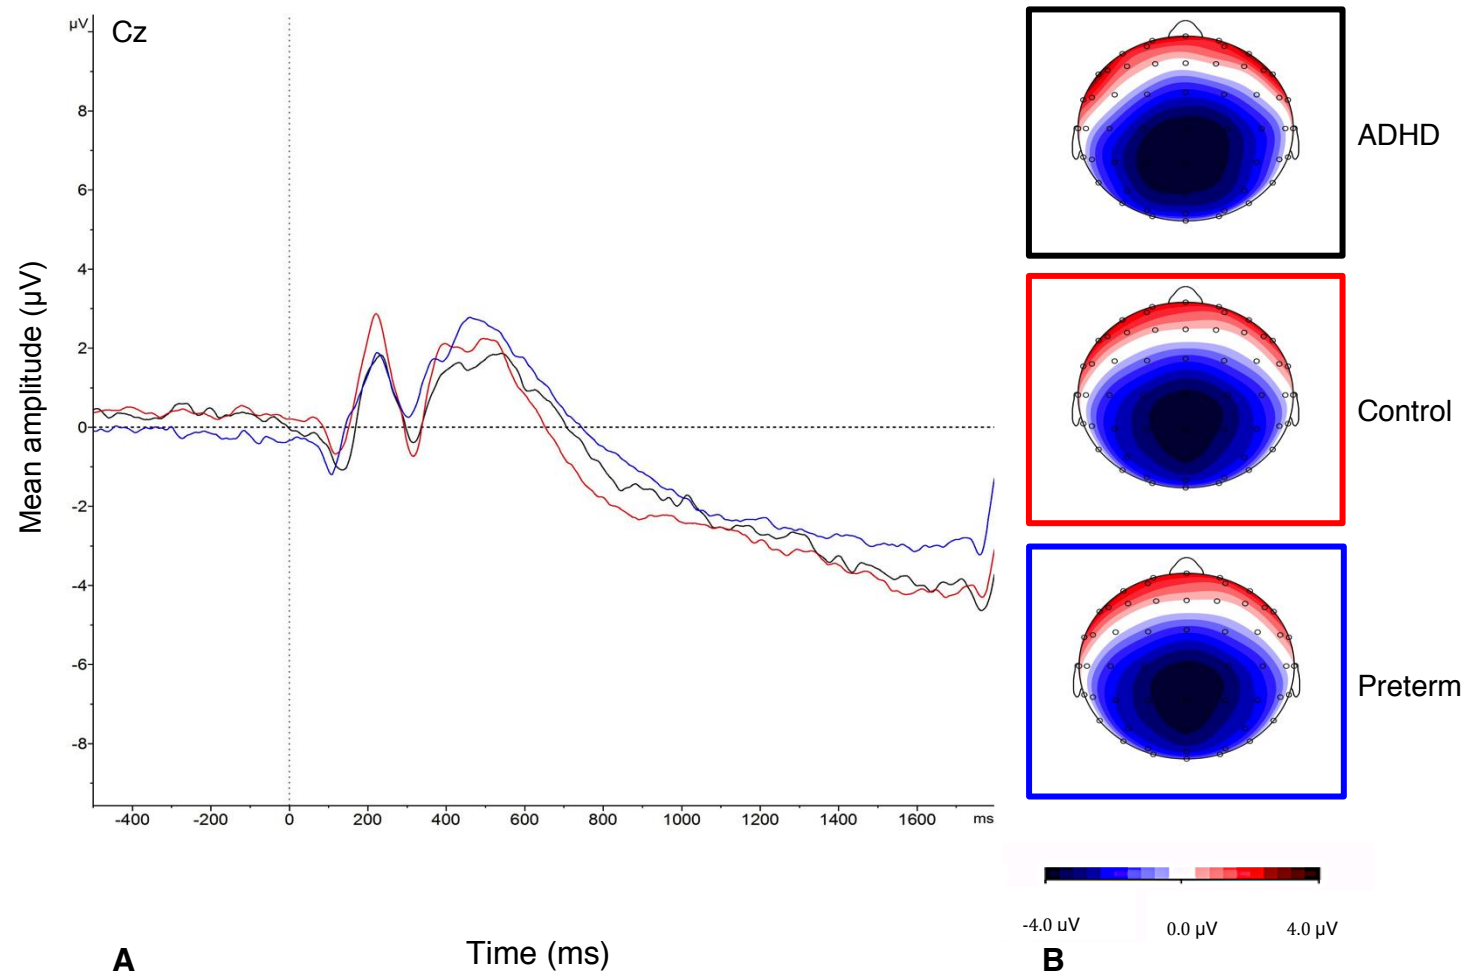 µV
Cz
8
6
4
2
0
-2
-4
-6
-8
Mean amplitude (µV)
-400 -200 0 200 400 600 800 1000 1200 1400 1600 ms
Time (ms)
A
ADHD
Control
Preterm
-4.0 µV 0.0 µV 4.0 µV
B